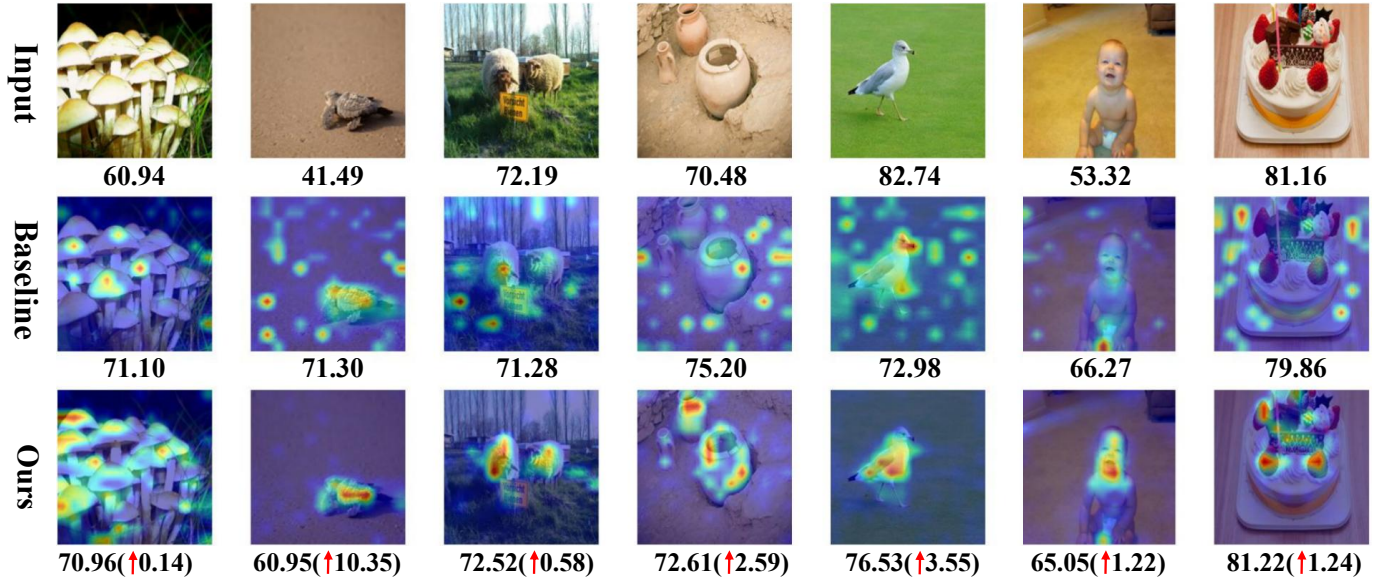 Input
60.94 41.49 72.19 70.48 82.74 53.32 81.16
Baseline
71.10 71.30 71.28 75.20 72.98 66.27 79.86
Ours
70.96(↑0.14) 60.95(↑10.35) 72.52(↑0.58) 72.61(↑2.59) 76.53(↑3.55) 65.05(↑1.22) 81.22(↑1.24)